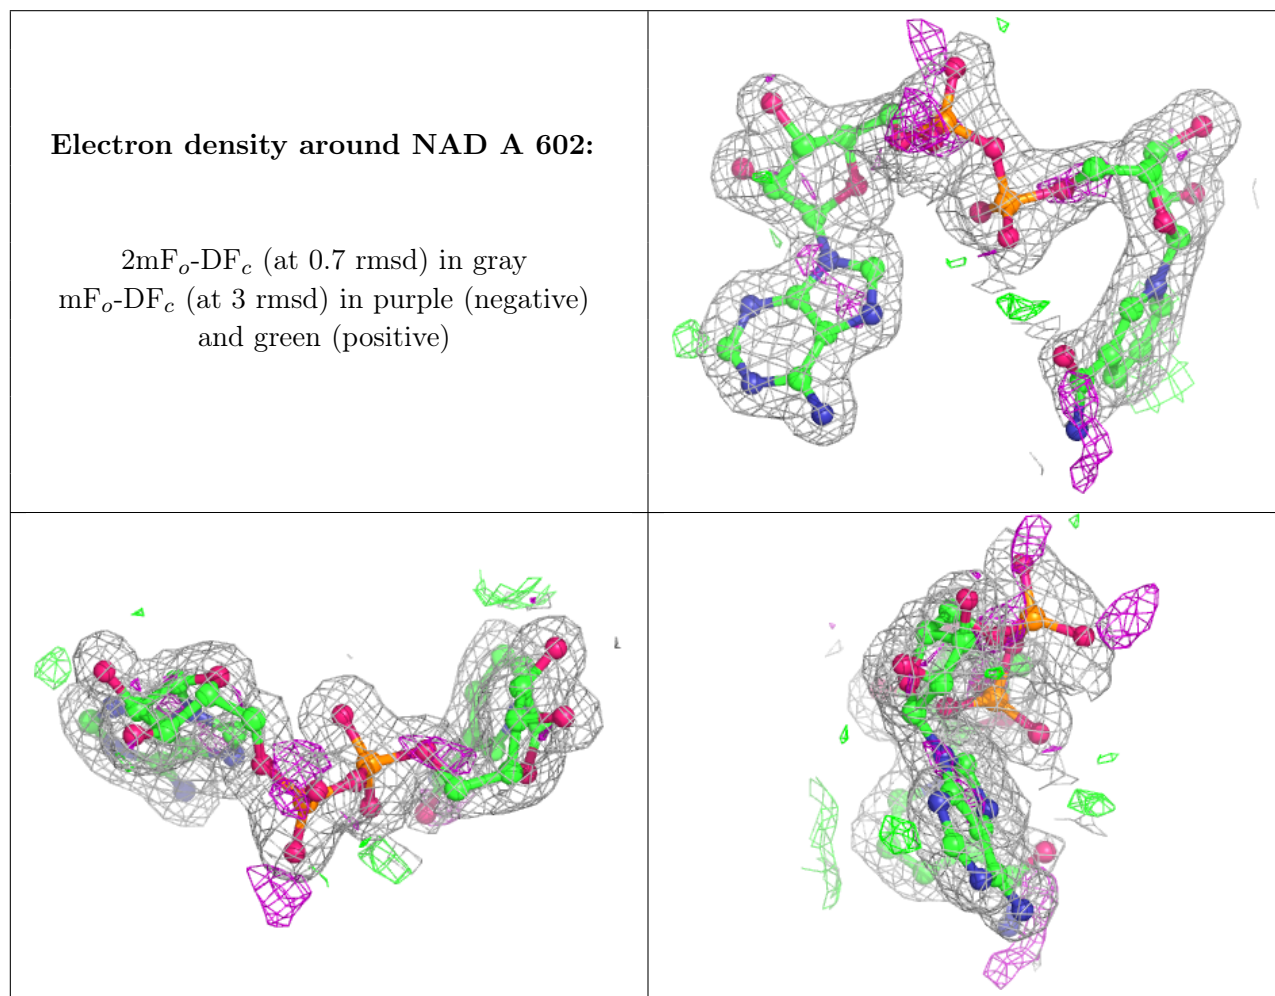 Electron density around NAD A 602:
2mFo-DFc (at 0.7 rmsd) in gray
mFo-DFc (at 3 rmsd) in purple (negative)
and green (positive)